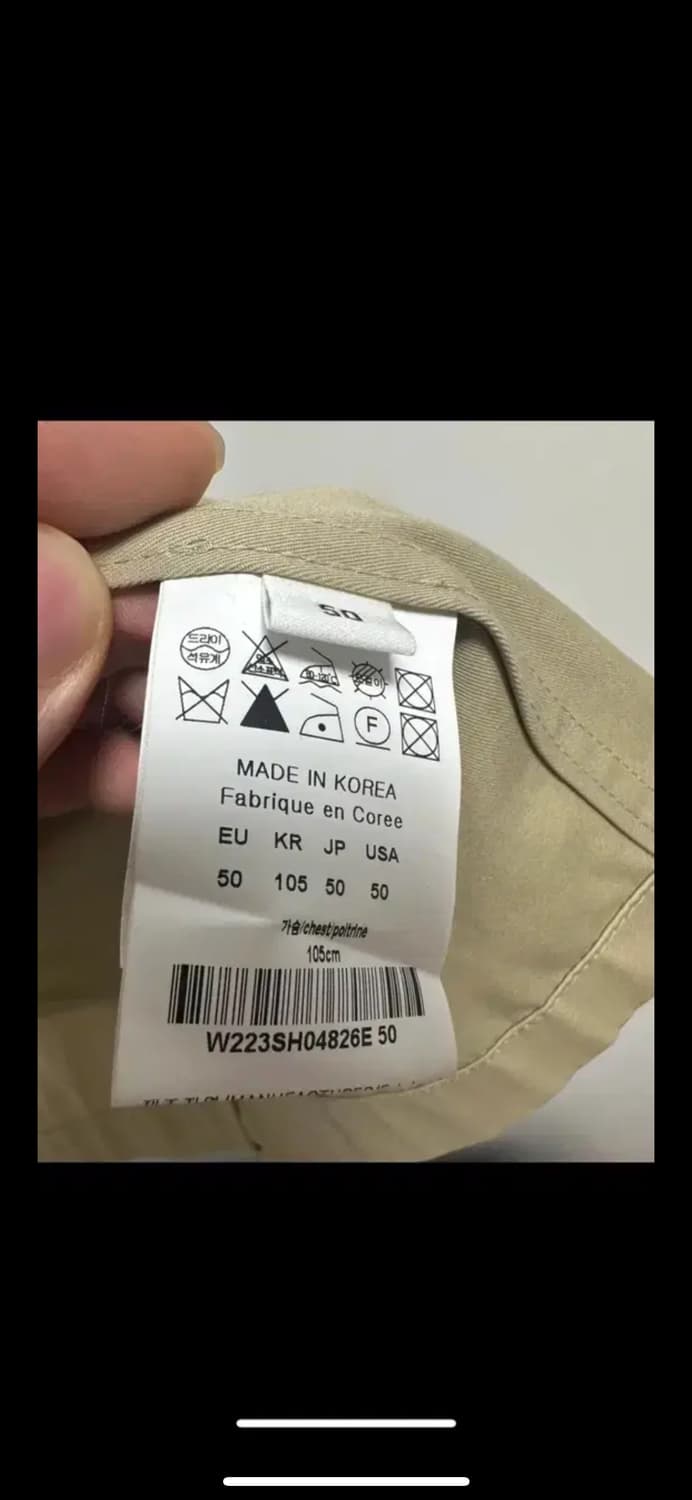 50
드라이
석유계
F
MADE IN KOREA
Fabrique en Coree
EU KR JP USA
50 105 50 50
가슴/chest/poitrine
105cm
W223SH04826E 50